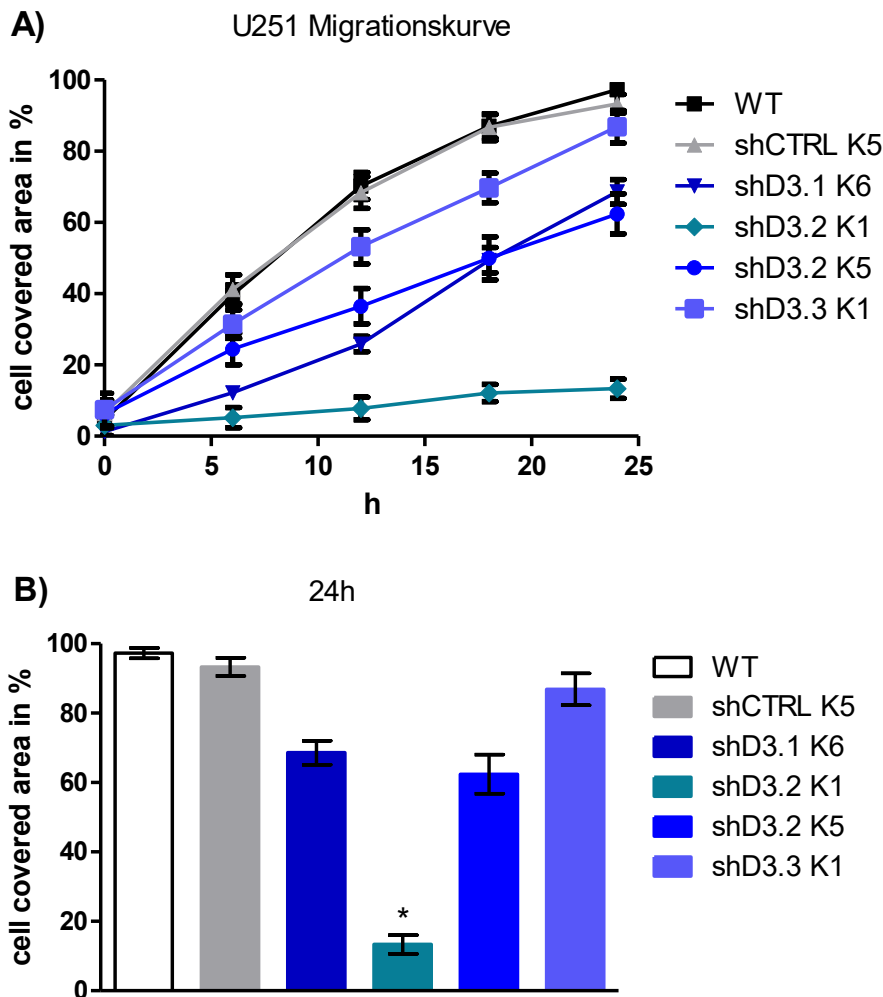 A)
U251 Migrationskurve
cell covered area in %
100
80
60
40
20
0
0 5 10 15 20 25
h
WT
shCTRL K5
shD3.1 K6
shD3.2 K1
shD3.2 K5
shD3.3 K1
B)
24h
cell covered area in %
100
80
60
40
20
0
*
WT
shCTRL K5
shD3.1 K6
shD3.2 K1
shD3.2 K5
shD3.3 K1